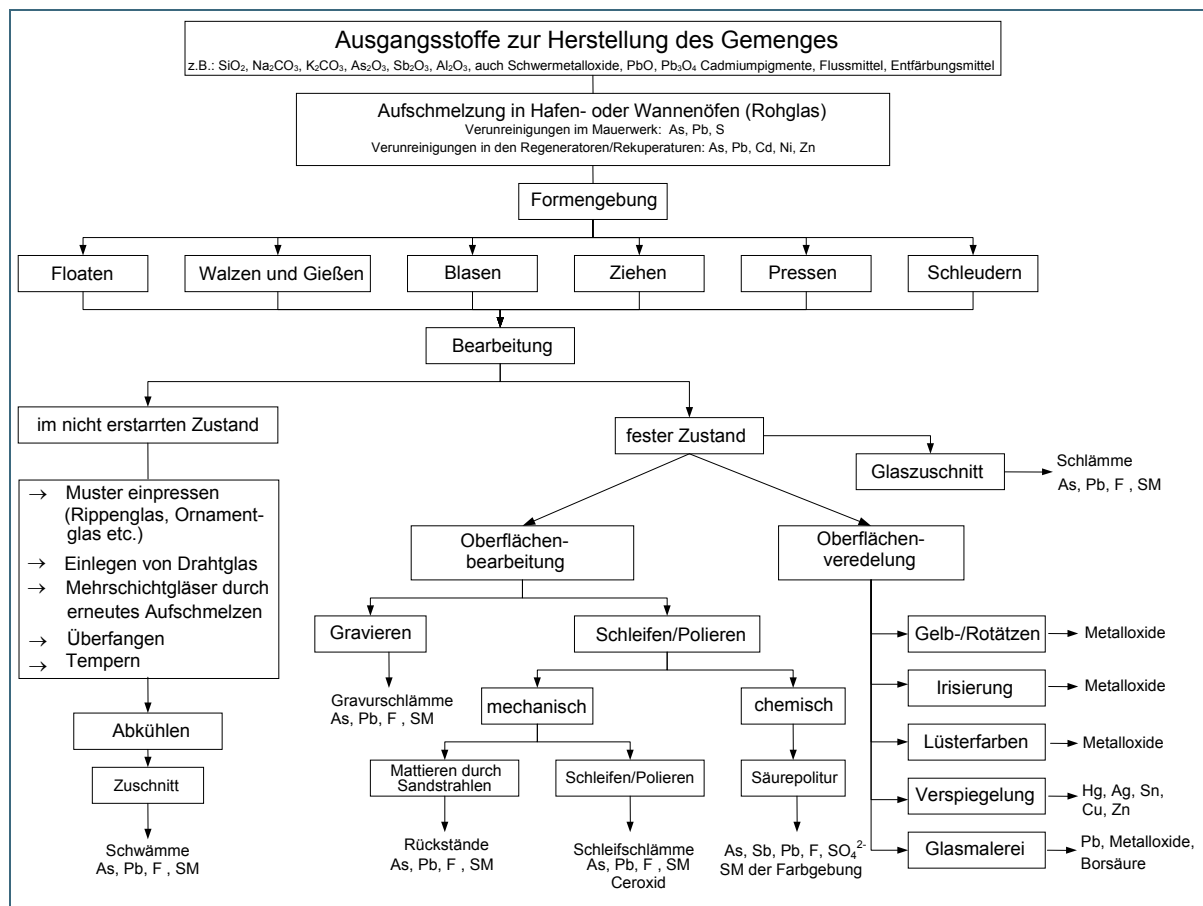 Ausgangsstoffe zur Herstellung des Gemenges
z.B.: SiO₂, Na₂CO₃, K₂CO₃, As₂O₃, Sb₂O₃, Al₂O₃, auch Schwermetalloxide, PbO, Pb₃O₄ Cadmiumpigmente, Flussmittel, Entfärbungsmittel
Aufschmelzung in Hafen- oder Wannenöfen (Rohglas)
Verunreinigungen im Mauerwerk: As, Pb, S
Verunreinigungen in den Regeneratoren/Rekuperaturen: As, Pb, Cd, Ni, Zn
Formengebung
Floaten
Walzen und Gießen
Blasen
Ziehen
Pressen
Schleudern
Bearbeitung
im nicht erstarrten Zustand
→ Muster einpressen
(Rippenglas, Ornament-
glas etc.)
→ Einlegen von Drahtglas
→ Mehrschichtgläser durch
erneutes Aufschmelzen
→ Überfangen
→ Tempern
Abkühlen
Zuschnitt
Schwämme
As, Pb, F , SM
fester Zustand
Glaszuschnitt
Schlämme
As, Pb, F , SM
Oberflächen-
bearbeitung
Gravieren
Gravurschlämme
As, Pb, F , SM
Schleifen/Polieren
mechanisch
Mattieren durch
Sandstrahlen
Rückstände
As, Pb, F , SM
Schleifen/Polieren
Schleifschlämme
As, Pb, F , SM
Ceroxid
chemisch
Säurepolitur
As, Sb, Pb, F, SO₄²⁻
SM der Farbgebung
Oberflächen-
veredelung
Gelb-/Rotätzen
Metalloxide
Irisierung
Metalloxide
Lüsterfarben
Metalloxide
Verspiegelung
Hg, Ag, Sn,
Cu, Zn
Glasmalerei
Pb, Metalloxide,
Borsäure